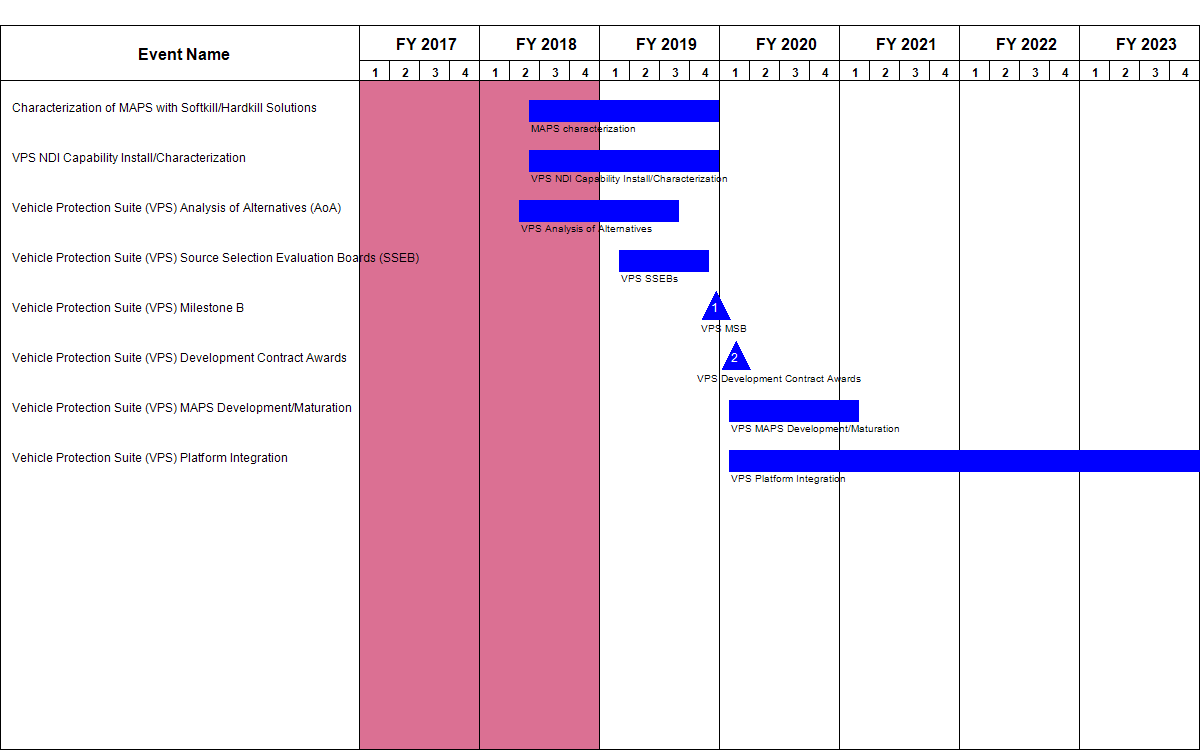 Event Name
FY 2017 FY 2018 FY 2019 FY 2020 FY 2021 FY 2022 FY 2023
1 2 3 4 1 2 3 4 1 2 3 4 1 2 3 4 1 2 3 4 1 2 3 4 1 2 3 4
Characterization of MAPS with Softkill/Hardkill Solutions
MAPS characterization
VPS NDI Capability Install/Characterization
VPS NDI Capability Install/Characterization
Vehicle Protection Suite (VPS) Analysis of Alternatives (AoA)
VPS Analysis of Alternatives
Vehicle Protection Suite (VPS) Source Selection Evaluation Boards (SSEB)
VPS SSEBs
Vehicle Protection Suite (VPS) Milestone B
1
VPS MSB
Vehicle Protection Suite (VPS) Development Contract Awards
2
VPS Development Contract Awards
Vehicle Protection Suite (VPS) MAPS Development/Maturation
VPS MAPS Development/Maturation
Vehicle Protection Suite (VPS) Platform Integration
VPS Platform Integration